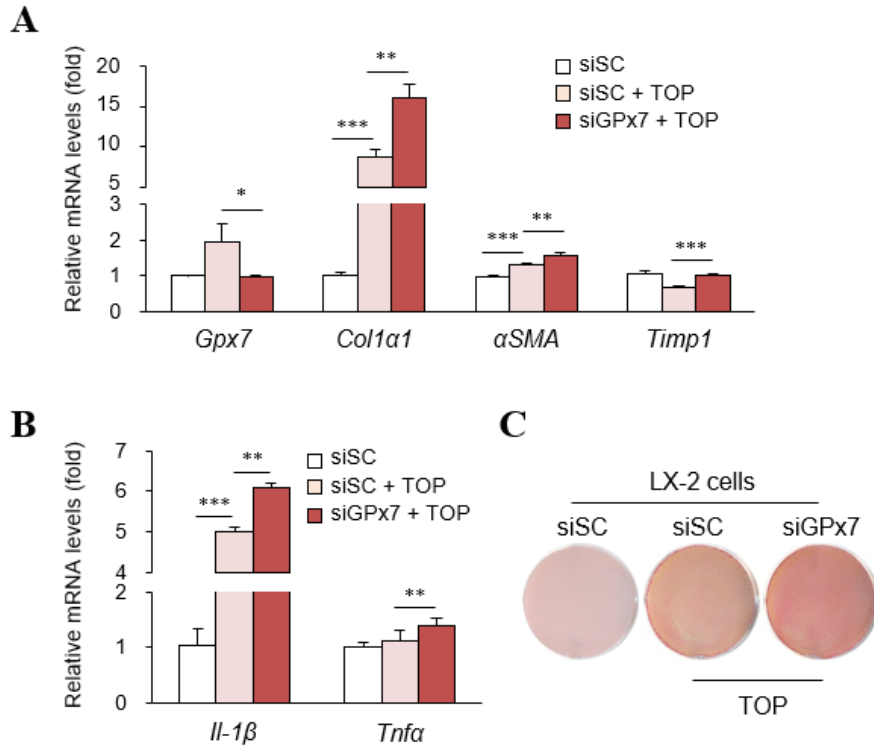 A
Relative mRNA levels (fold)
20
15
10
5
3
2
1
0
siSC
siSC + TOP
siGPx7 + TOP
*
***
**
***
**
***
Gpx7 Col1α1 αSMA Timp1
B
Relative mRNA levels (fold)
7
6
5
4
2
1
0
siSC
siSC + TOP
siGPx7 + TOP
***
**
**
Il-1β Tnfα
C
LX-2 cells
siSC siSC siGPx7
TOP